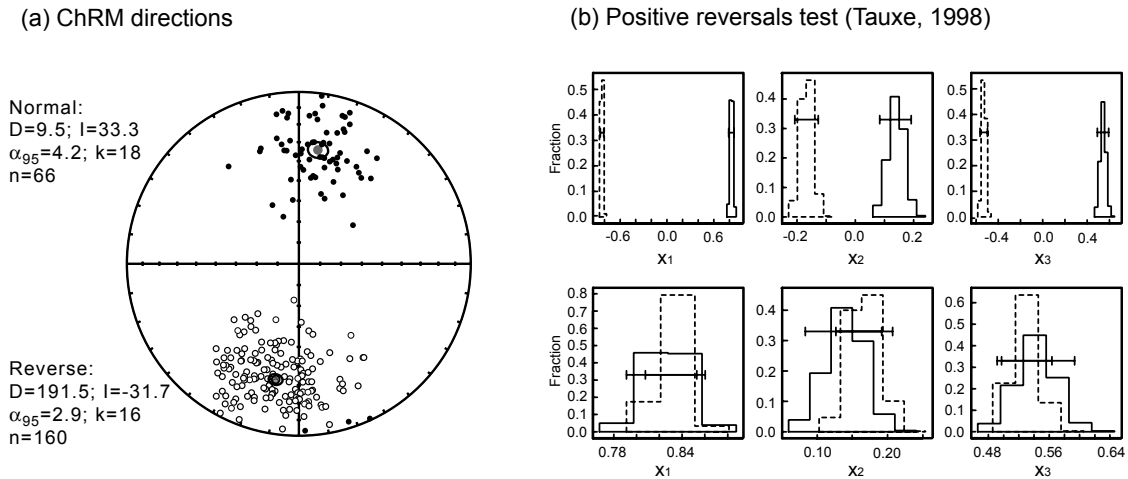 (a) ChRM directions
(b) Positive reversals test (Tauxe, 1998)
Normal:
D=9.5; I=33.3
α95=4.2; k=18
n=66
Reverse:
D=191.5; I=-31.7
α95=2.9; k=16
n=160
Fraction
0.5
0.4
0.3
0.2
0.1
0.0
-0.6 0.0 0.6
x1
0.4
0.3
0.2
0.1
0.0
-0.2 0.0 0.2
x2
0.5
0.4
0.3
0.2
0.1
0.0
-0.4 0.0 0.4
x3
Fraction
0.8
0.7
0.6
0.5
0.4
0.3
0.2
0.1
0.0
0.78 0.84
x1
0.4
0.3
0.2
0.1
0.0
0.10 0.20
x2
0.6
0.5
0.4
0.3
0.2
0.1
0.0
0.48 0.56 0.64
x3